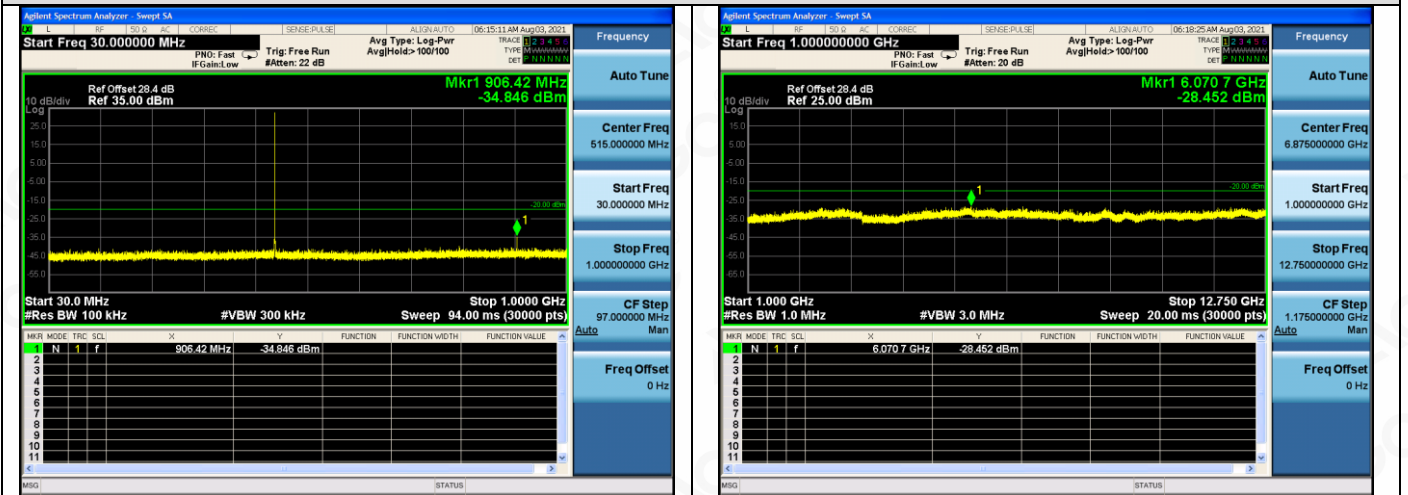 Agilent Spectrum Analyzer - Swept SA
L RF 50 Ω AC CORREC SENSE:PULSE ALIGN AUTO 06:15:11 AM Aug 03, 2021
Start Freq 30.000000 MHz
PNO: Fast
IFGain:Low
Trig: Free Run
#Atten: 22 dB
Avg Type: Log-Pwr
Avg|Hold:> 100/100
TRACE 1 2 3 4 5 6
TYPE M
DET P N N N N N
Mkr1 906.42 MHz
-34.846 dBm
Ref Offset 28.4 dB
Ref 35.00 dBm
10 dB/div
Log
25.0
15.0
5.00
-5.00
-15.0
-25.0
-35.0
-45.0
-55.0
-20.00 dBm
1
Start 30.0 MHz
Stop 1.0000 GHz
#Res BW 100 kHz
#VBW 300 kHz
Sweep 94.00 ms (30000 pts)
MKR MODE TRC SCL X Y FUNCTION FUNCTION WIDTH FUNCTION VALUE
1 N 1 f 906.42 MHz -34.846 dBm
2
3
4
5
6
7
8
9
10
11
MSG STATUS
Frequency
Auto Tune
Center Freq
515.000000 MHz
Start Freq
30.000000 MHz
Stop Freq
1.000000000 GHz
CF Step
97.000000 MHz
Auto Man
Freq Offset
0 Hz
Agilent Spectrum Analyzer - Swept SA
L RF 50 Ω AC CORREC SENSE:PULSE ALIGN AUTO 06:18:25 AM Aug 03, 2021
Start Freq 1.000000000 GHz
PNO: Fast
IFGain:Low
Trig: Free Run
#Atten: 20 dB
Avg Type: Log-Pwr
Avg|Hold:> 100/100
TRACE 1 2 3 4 5 6
TYPE M
DET P N N N N N
Mkr1 6.070 7 GHz
-28.452 dBm
Ref Offset 28.4 dB
Ref 25.00 dBm
10 dB/div
Log
15.0
5.00
-5.00
-15.0
-25.0
-35.0
-45.0
-55.0
-65.0
-20.00 dBm
1
Start 1.000 GHz
Stop 12.750 GHz
#Res BW 1.0 MHz
#VBW 3.0 MHz
Sweep 20.00 ms (30000 pts)
MKR MODE TRC SCL X Y FUNCTION FUNCTION WIDTH FUNCTION VALUE
1 N 1 f 6.070 7 GHz -28.452 dBm
2
3
4
5
6
7
8
9
10
11
MSG STATUS
Frequency
Auto Tune
Center Freq
6.875000000 GHz
Start Freq
1.000000000 GHz
Stop Freq
12.750000000 GHz
CF Step
1.175000000 GHz
Auto Man
Freq Offset
0 Hz